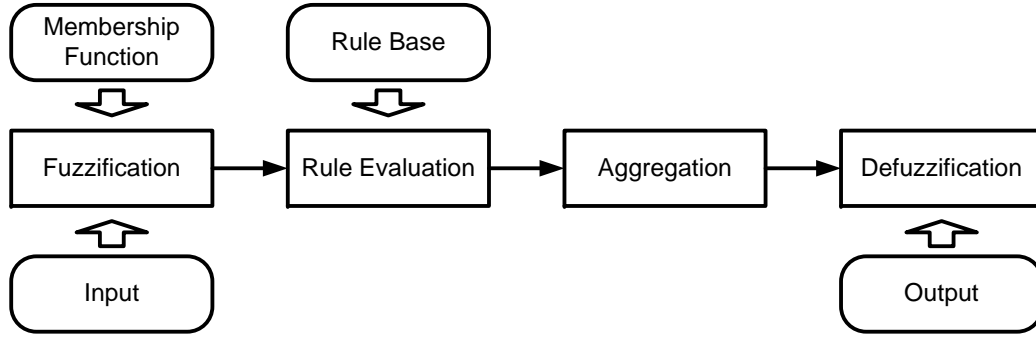 Membership
Function
Rule Base
Fuzzification
Rule Evaluation
Aggregation
Defuzzification
Input
Output